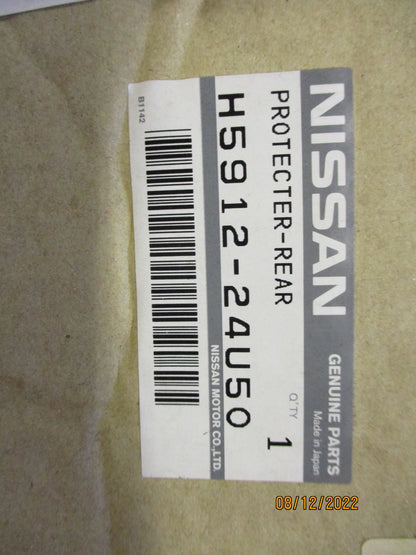 NISSAN GENUINE PARTS
Made in Japan
PROTECTER-REAR Q'TY 1
H5912-24U50
NISSAN MOTOR CO.,LTD.
B1142
08/12/2022